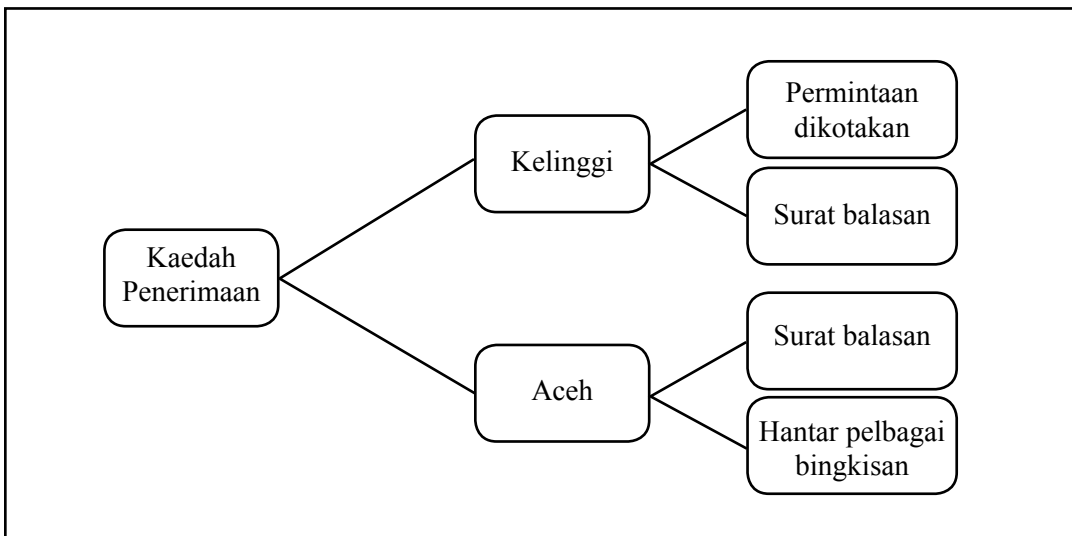 Kaedah
Penerimaan
Kelinggi
Permintaan
dikotakan
Surat balasan
Aceh
Surat balasan
Hantar pelbagai
bingkisan